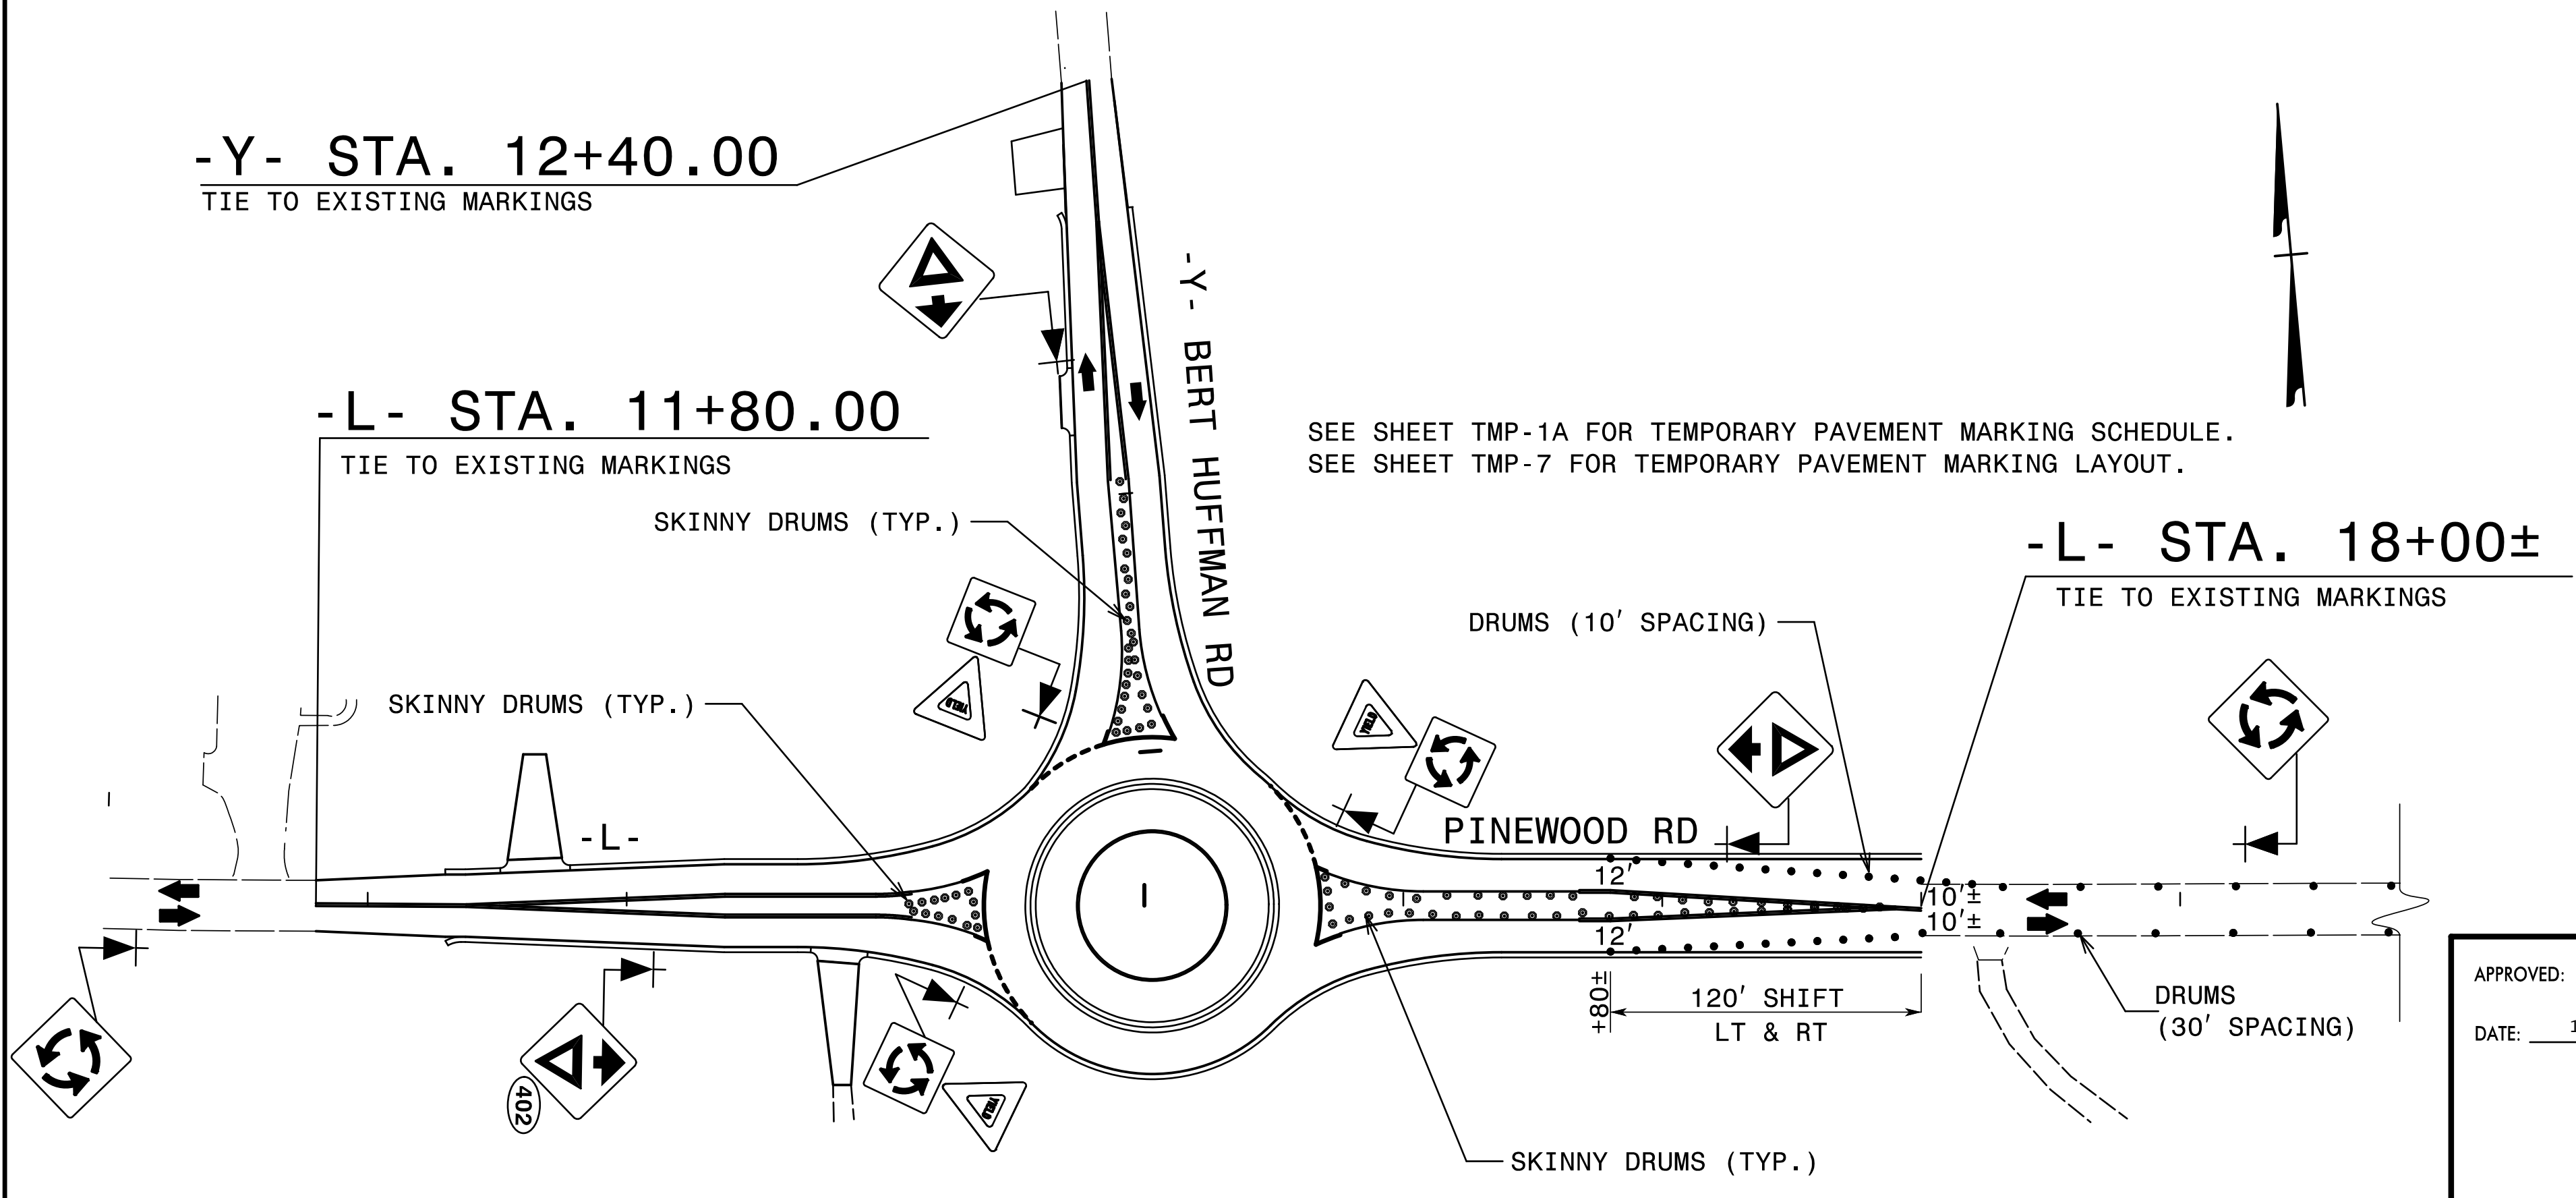 -Y- STA. 12+40.00
TIE TO EXISTING MARKINGS
-L- STA. 11+80.00
TIE TO EXISTING MARKINGS
-Y- BERT HUFFMAN RD
SEE SHEET TMP-1A FOR TEMPORARY PAVEMENT MARKING SCHEDULE.
SEE SHEET TMP-7 FOR TEMPORARY PAVEMENT MARKING LAYOUT.
SKINNY DRUMS (TYP.)
-L- STA. 18+00±
TIE TO EXISTING MARKINGS
DRUMS (10' SPACING)
SKINNY DRUMS (TYP.)
YIELD
YIELD
-L-
PINEWOOD RD
12'
10'±
10'±
12'
+80±
120' SHIFT
LT & RT
DRUMS
(30' SPACING)
402
YIELD
SKINNY DRUMS (TYP.)
APPROVED:
DATE: